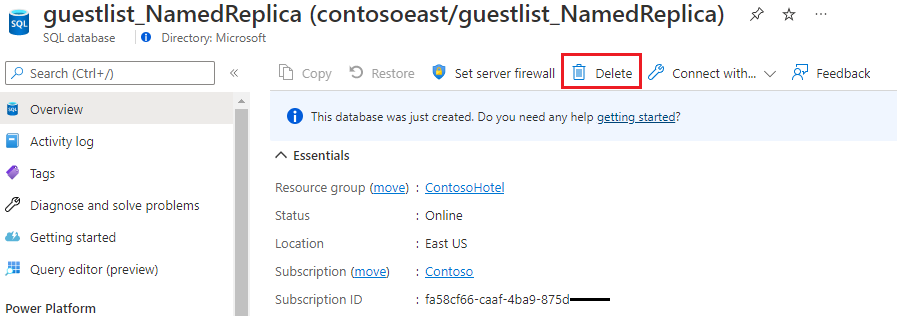 guestlist_NamedReplica (contosoeast/guestlist_NamedReplica)
SQL
SQL database
Directory: Microsoft
Search (Ctrl+/)
Copy
Restore
Set server firewall
Delete
Connect with...
Feedback
Overview
Activity log
Tags
Diagnose and solve problems
Getting started
Query editor (preview)
Power Platform
This database was just created. Do you need any help getting started?
Essentials
Resource group (move) : ContosoHotel
Status : Online
Location : East US
Subscription (move) : Contoso
Subscription ID : fa58cf66-caaf-4ba9-875d